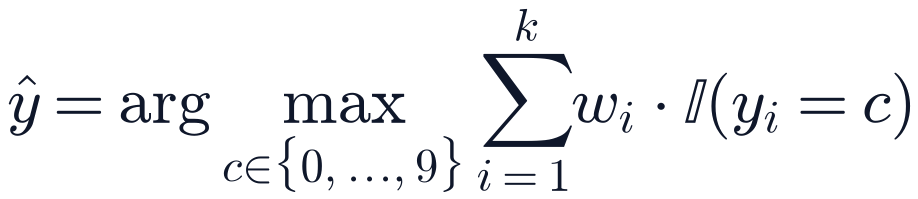 ŷ = arg max_{c∈{0, …, 9}} ∑_{i = 1}^{k} w_i · 𝕀(y_i = c)